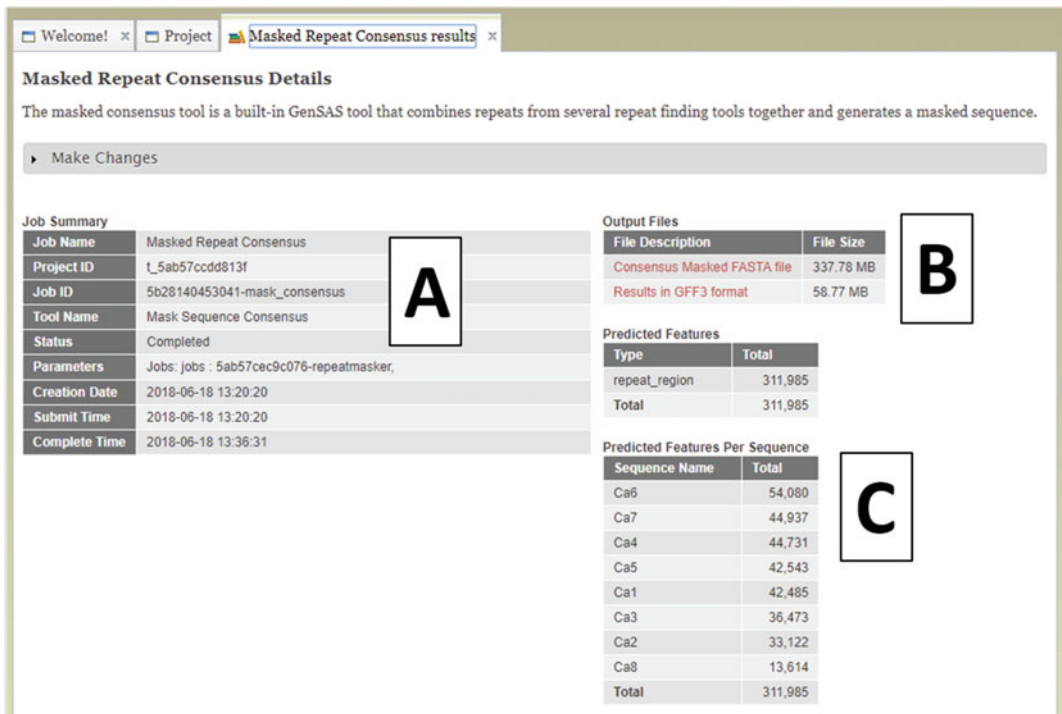 Welcome! × Project Masked Repeat Consensus results ×
Masked Repeat Consensus Details
The masked consensus tool is a built-in GenSAS tool that combines repeats from several repeat finding tools together and generates a masked sequence.
Make Changes
Job Summary
Job Name Masked Repeat Consensus
Project ID t_5ab57ccdd813f
Job ID 5b28140453041-mask_consensus
Tool Name Mask Sequence Consensus
Status Completed
Parameters Jobs: jobs : 5ab57cec9c076-repeatmasker,
Creation Date 2018-06-18 13:20:20
Submit Time 2018-06-18 13:20:20
Complete Time 2018-06-18 13:36:31
A
Output Files
File Description File Size
Consensus Masked FASTA file 337.78 MB
Results in GFF3 format 58.77 MB
B
Predicted Features
Type Total
repeat_region 311,985
Total 311,985
Predicted Features Per Sequence
Sequence Name Total
Ca6 54,080
Ca7 44,937
Ca4 44,731
Ca5 42,543
Ca1 42,485
Ca3 36,473
Ca2 33,122
Ca8 13,614
Total 311,985
C